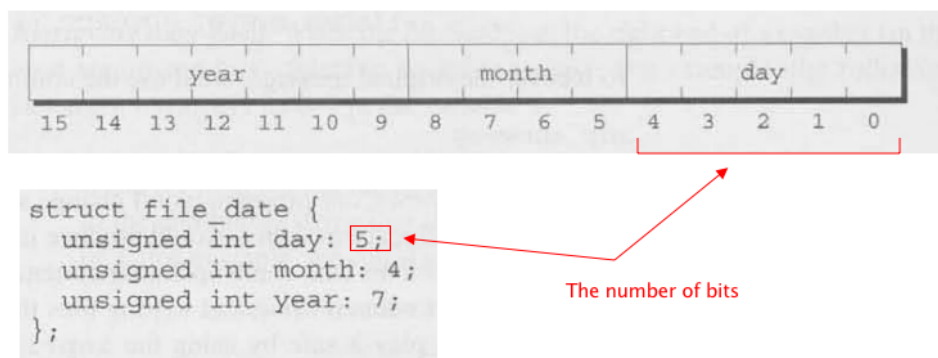 year month day
15 14 13 12 11 10 9 8 7 6 5 4 3 2 1 0
struct file_date {
unsigned int day: 5;
unsigned int month: 4;
unsigned int year: 7;
};
The number of bits